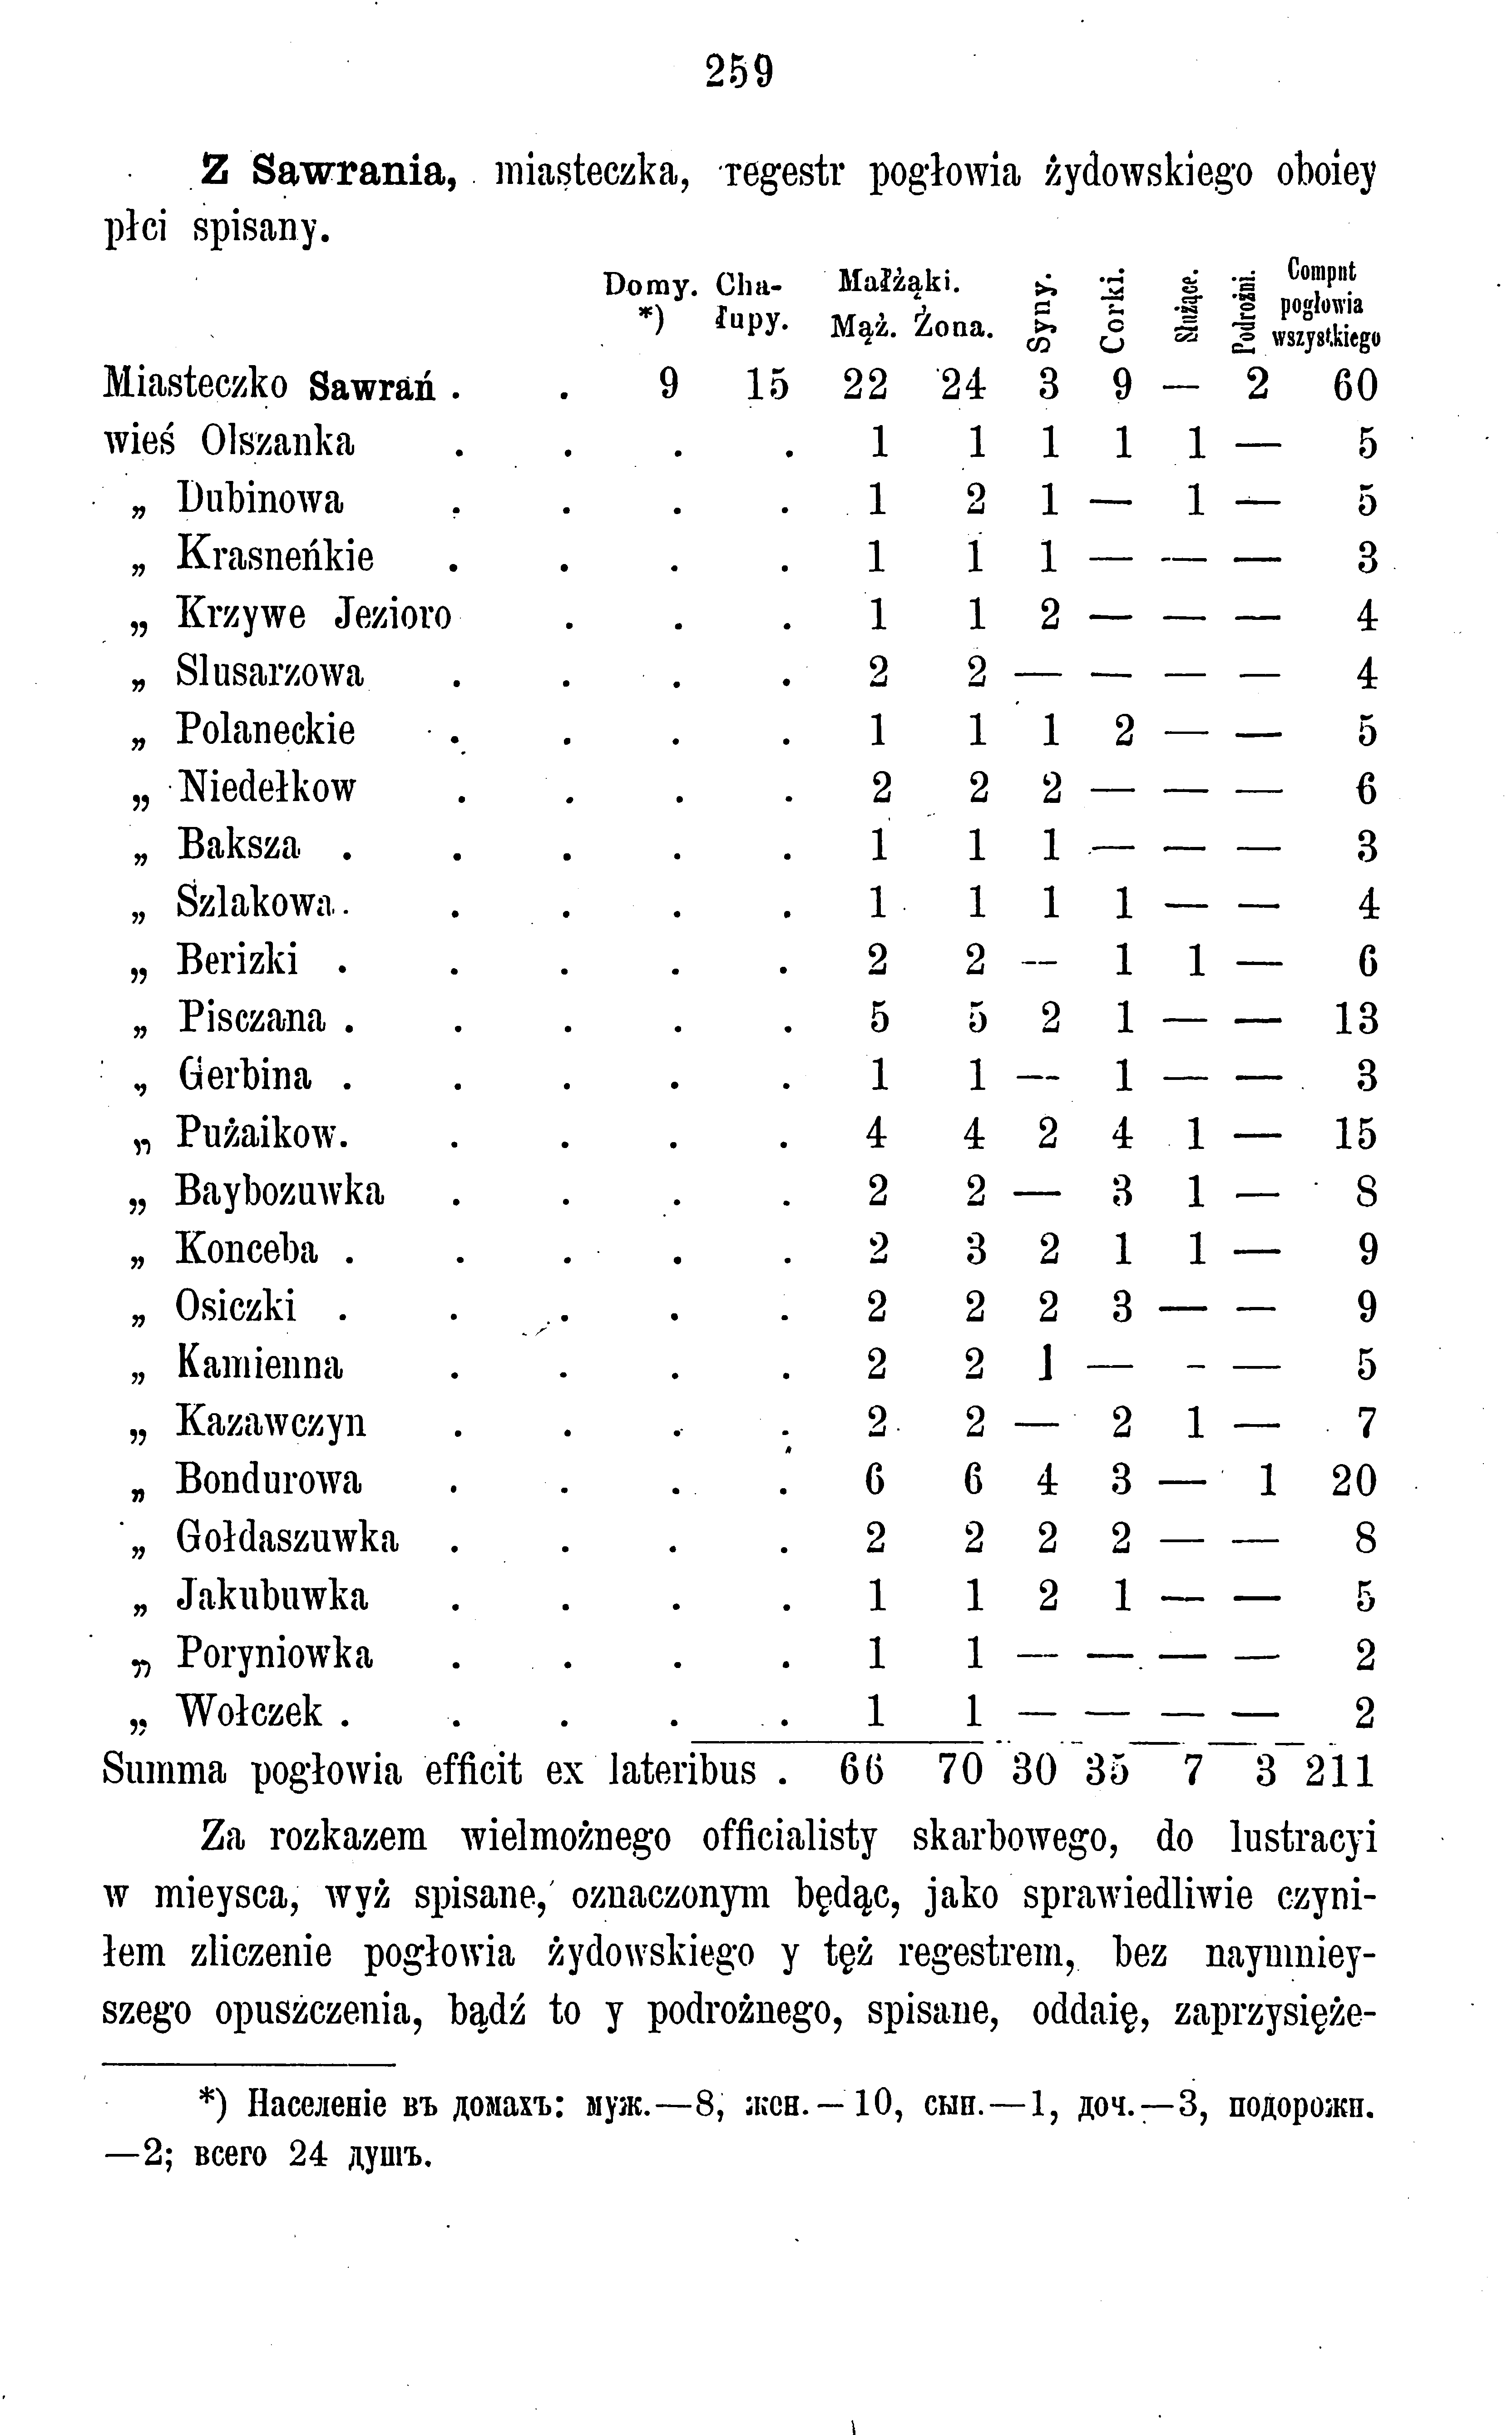 259
Z Sawrania, miasteczka, regestr pogłowia żydowskiego oboiey
płci spisany.
Domy. Cha- Małżąki. Syny. Corki. Służące. Podrożni. Compnt
*) łupy. Mąż. Żona. pogłowia
wszystkiego
Miasteczko Sawrań . . 9 15 22 24 3 9 — 2 60
wieś Olszanka . . . . 1 1 1 1 1 — 5
„ Dubinowa . . . . 1 2 1 — 1 — 5
„ Krasneńkie . . . . 1 1 1 — — — 3
„ Krzywe Jezioro . . . 1 1 2 — — — 4
„ Slusarzowa . . . . 2 2 — — — — 4
„ Polaneckie . . . . 1 1 1 2 — — 5
„ Niedełkow . . . . 2 2 2 — — — 6
„ Baksza . . . . . 1 1 1 — — — 3
„ Szlakowa . . . . . 1 1 1 1 — — 4
„ Berizki . . . . . 2 2 — 1 1 — 6
„ Pisczana . . . . . 5 5 2 1 — — 13
„ Gerbina . . . . . 1 1 — 1 — — 3
„ Pużaikow . . . . . 4 4 2 4 1 — 15
„ Baybozuwka . . . . 2 2 — 3 1 — 8
„ Konceba . . . . . 2 3 2 1 1 — 9
„ Osiczki . . . . . 2 2 2 3 — — 9
„ Kamienna . . . . 2 2 1 — - — 5
„ Kazawczyn . . . . 2 2 — 2 1 — 7
„ Bondurowa . . . . 6 6 4 3 — 1 20
„ Gołdaszuwka . . . . 2 2 2 2 — — 8
„ Jakubuwka . . . . 1 1 2 1 — — 5
„ Poryniowka . . . . 1 1 — — — — 2
„ Wołczek . . . . . 1 1 — — — — 2
Summa pogłowia efficit ex lateribus . 66 70 30 35 7 3 211
Za rozkazem wielmożnego officialisty skarbowego, do lustracyi
w mieysca, wyż spisane, oznaczonym będąc, jako sprawiedliwie czyni-
łem zliczenie pogłowia żydowskiego y tęż regestrem, bez naymniey-
szego opuszczenia, bądź to y podrożnego, spisane, oddaię, zaprzysięże-
*) Населеніе въ домахъ: муж.—8, жен.—10, сын.—1, доч.—3, подорожн.
—2; всего 24 душъ.